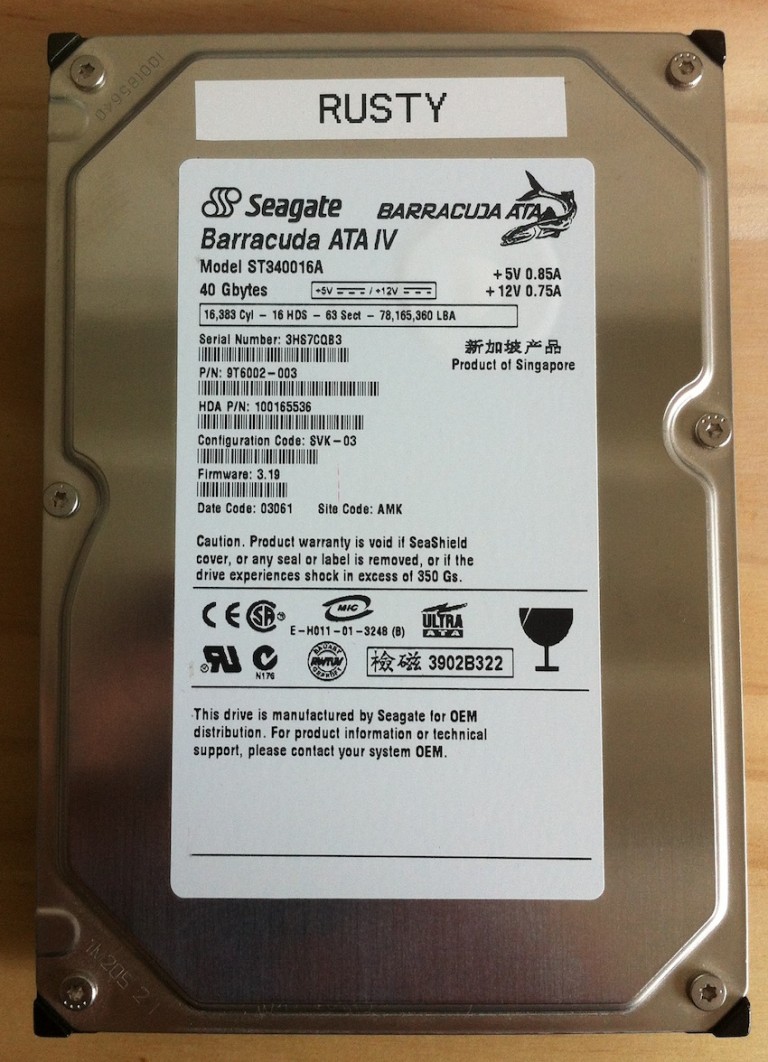 RUSTY
Seagate BARRACUDA ATA
Barracuda ATA IV
Model ST340016A
40 Gbytes +5V / +12V
+5V 0.85A
+12V 0.75A
16,383 Cyl - 16 HDS - 63 Sect - 78,165,360 LBA
Serial Number: 3HS7CQB3
新加坡产品
Product of Singapore
P/N: 9T6002-003
HDA P/N: 100165536
Configuration Code: SVK-03
Firmware: 3.19
Date Code: 03061 Site Code: AMK
Caution. Product warranty is void if SeaShield
cover, or any seal or label is removed, or if the
drive experiences shock in excess of 350 Gs.
CE SA MIC ULTRA
ATA
E-H011-01-3248 (B)
N176
RWTUV
檢磁 3902B322
This drive is manufactured by Seagate for OEM
distribution. For product information or technical
support, please contact your system OEM.